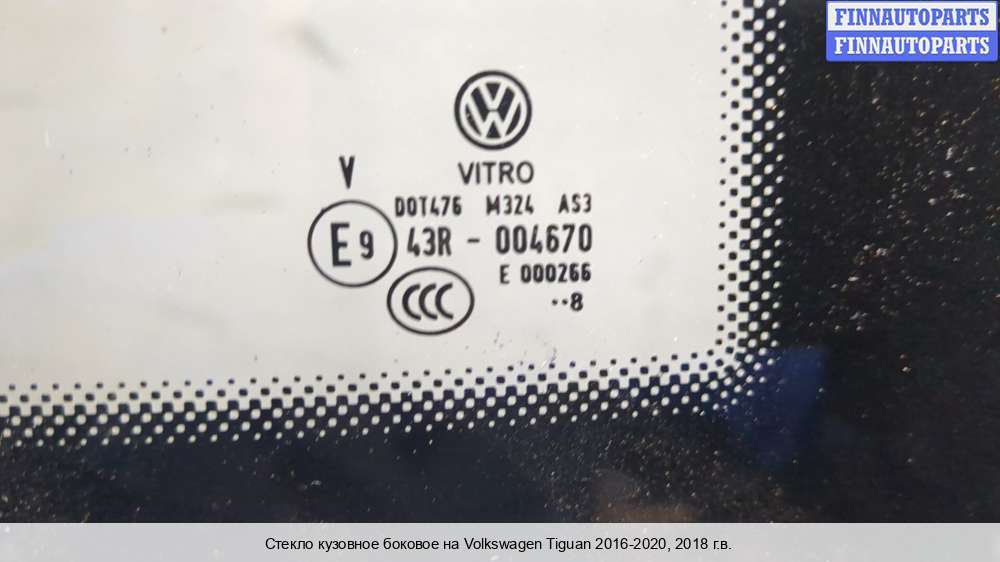 FINNAUTOPARTS
FINNAUTOPARTS
VW
VITRO
V
DOT476 M324 AS3
E9 43R - 004670
E 000266
CCC
··8
Стекло кузовное боковое на Volkswagen Tiguan 2016-2020, 2018 г.в.